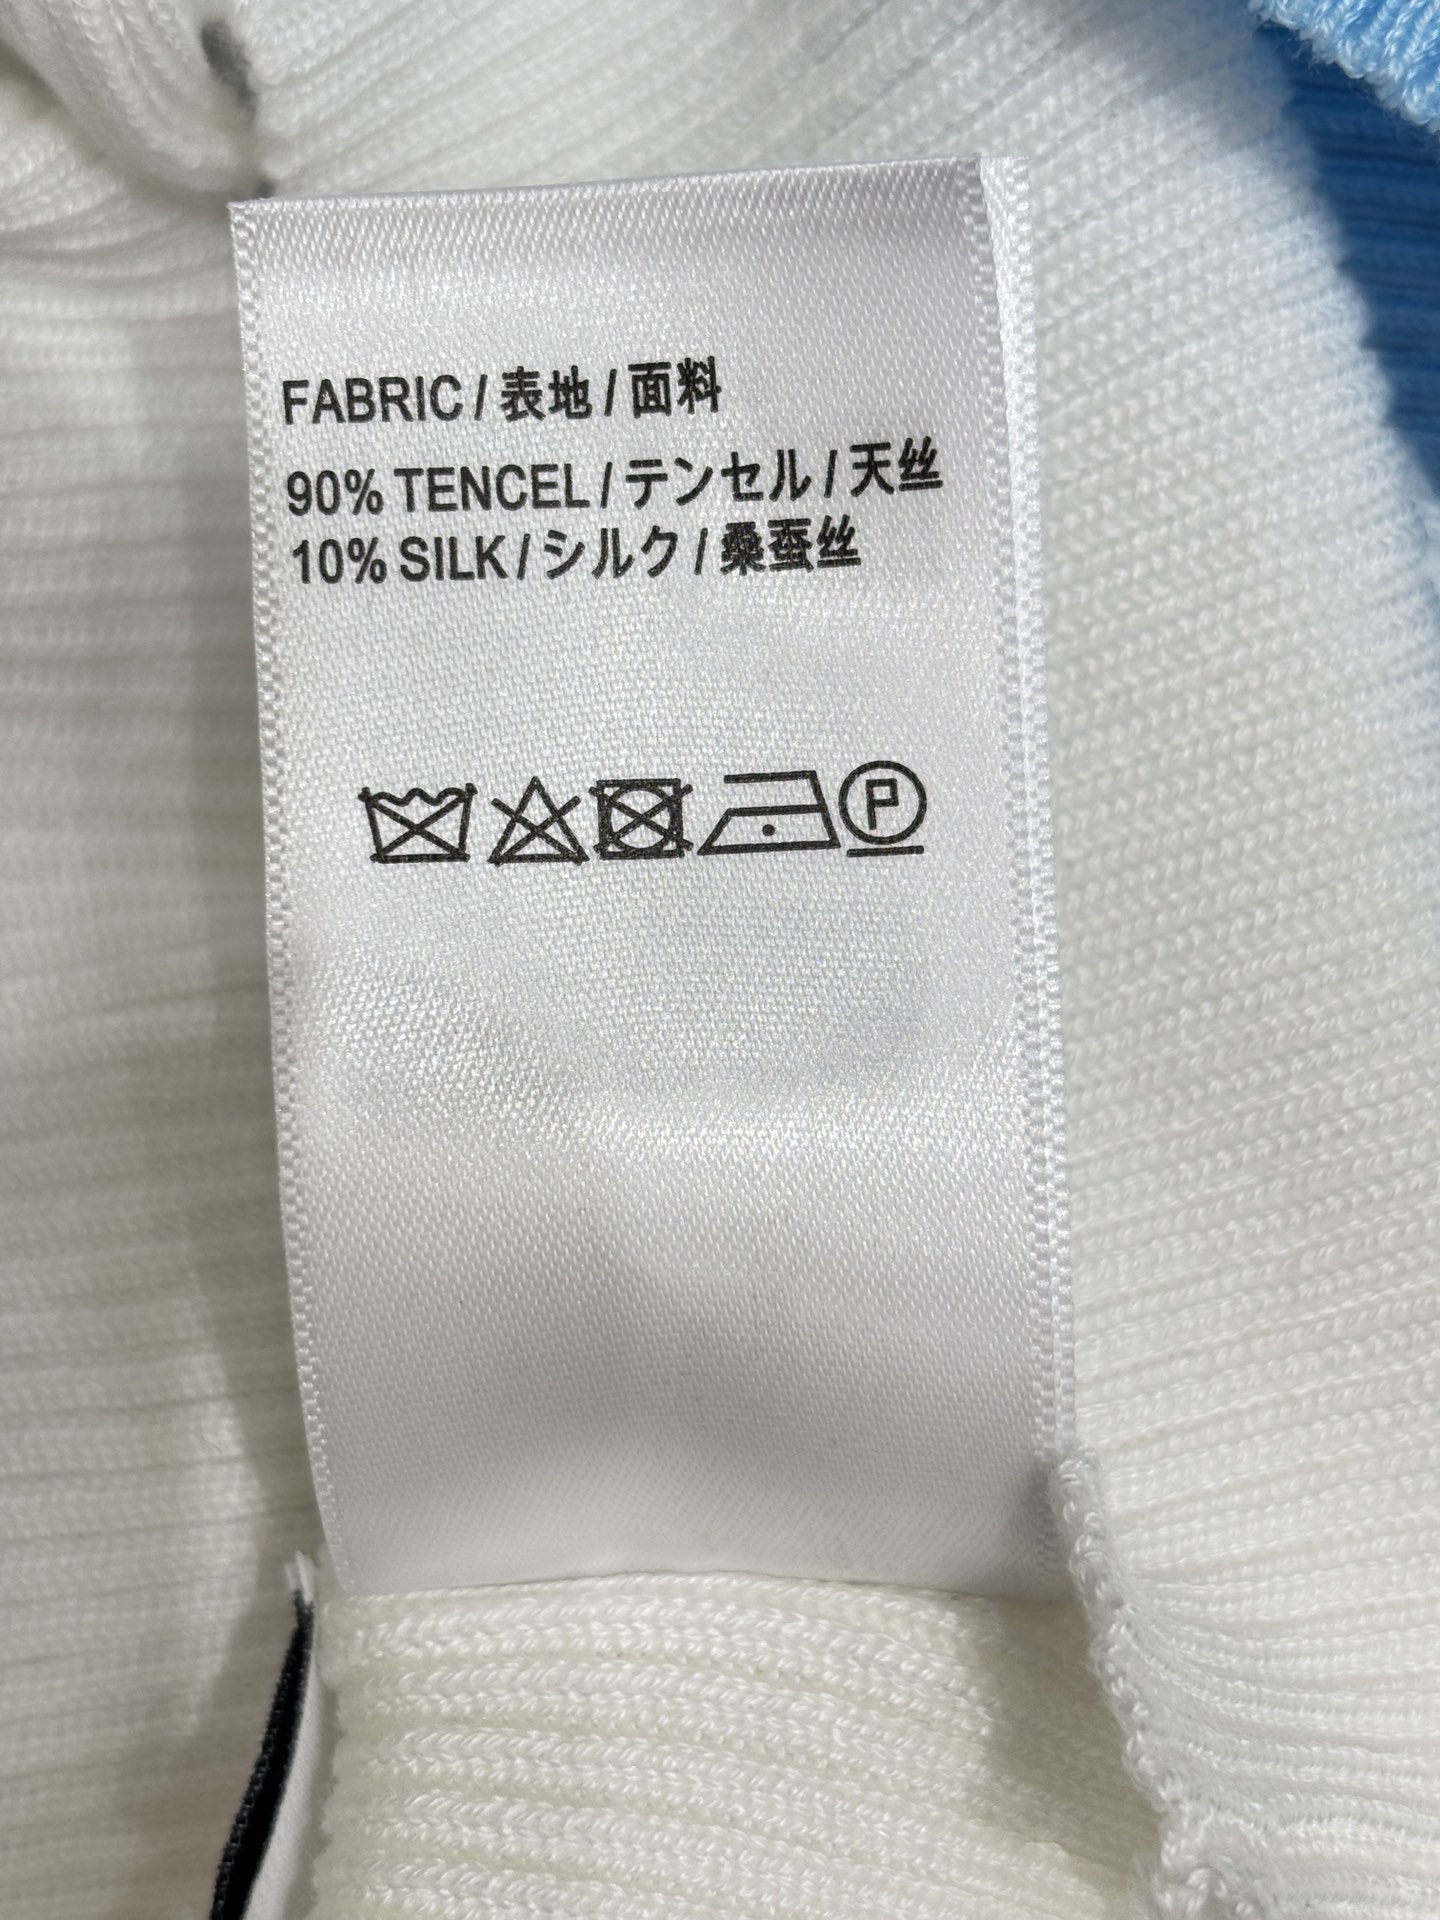 FABRIC / 表地 / 面料
90% TENCEL / テンセル / 天丝
10% SILK / シルク / 桑蚕丝
P